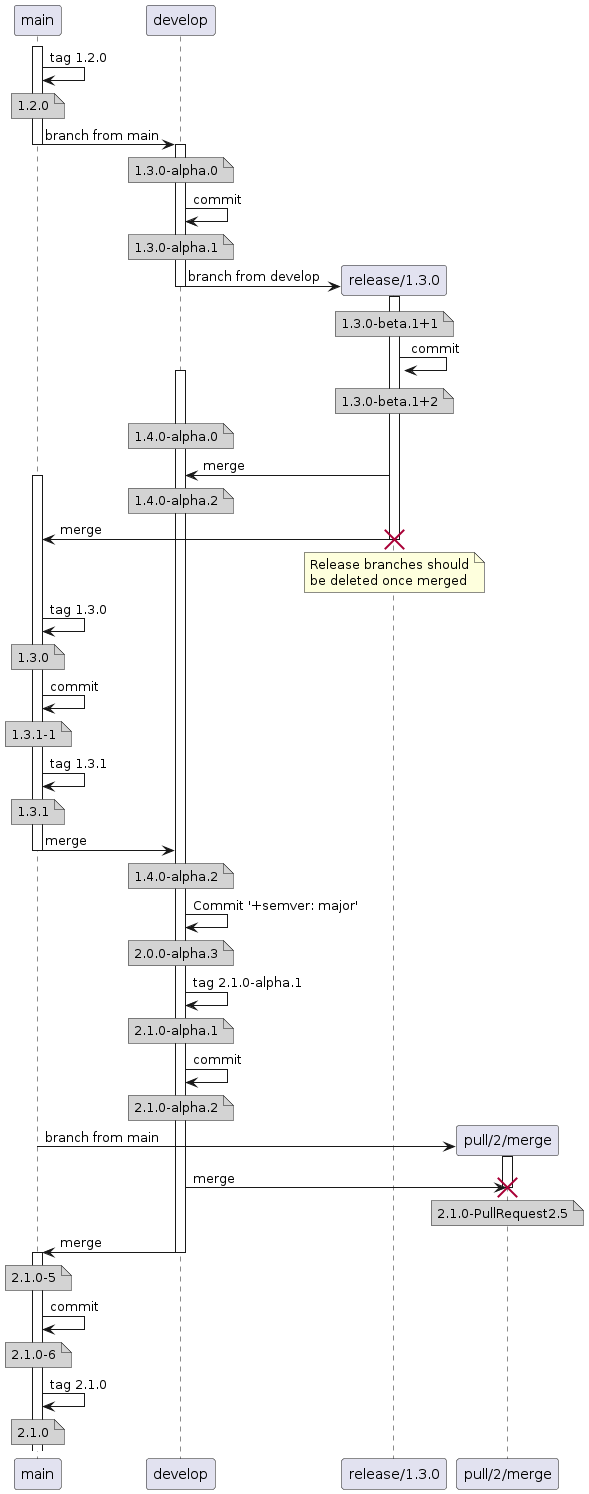 main
develop
tag 1.2.0
1.2.0
branch from main
1.3.0-alpha.0
commit
1.3.0-alpha.1
branch from develop
release/1.3.0
1.3.0-beta.1+1
commit
1.3.0-beta.1+2
1.4.0-alpha.0
merge
1.4.0-alpha.2
merge
Release branches should
be deleted once merged
tag 1.3.0
1.3.0
commit
1.3.1-1
tag 1.3.1
1.3.1
merge
1.4.0-alpha.2
Commit '+semver: major'
2.0.0-alpha.3
tag 2.1.0-alpha.1
2.1.0-alpha.1
commit
2.1.0-alpha.2
branch from main
pull/2/merge
merge
2.1.0-PullRequest2.5
merge
2.1.0-5
commit
2.1.0-6
tag 2.1.0
2.1.0
main
develop
release/1.3.0
pull/2/merge